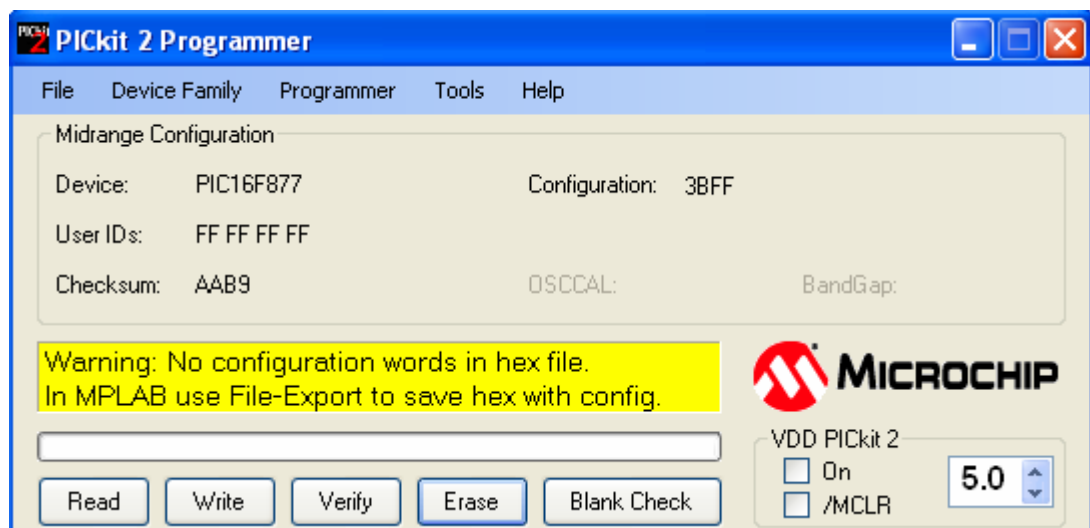 PICkit 2 Programmer
File Device Family Programmer Tools Help
Midrange Configuration
Device: PIC16F877 Configuration: 3BFF
User IDs: FF FF FF FF
Checksum: AAB9 OSCCAL: BandGap:
Warning: No configuration words in hex file.
In MPLAB use File-Export to save hex with config.
MICROCHIP
VDD PICkit 2
On
/MCLR
5.0
Read Write Verify Erase Blank Check